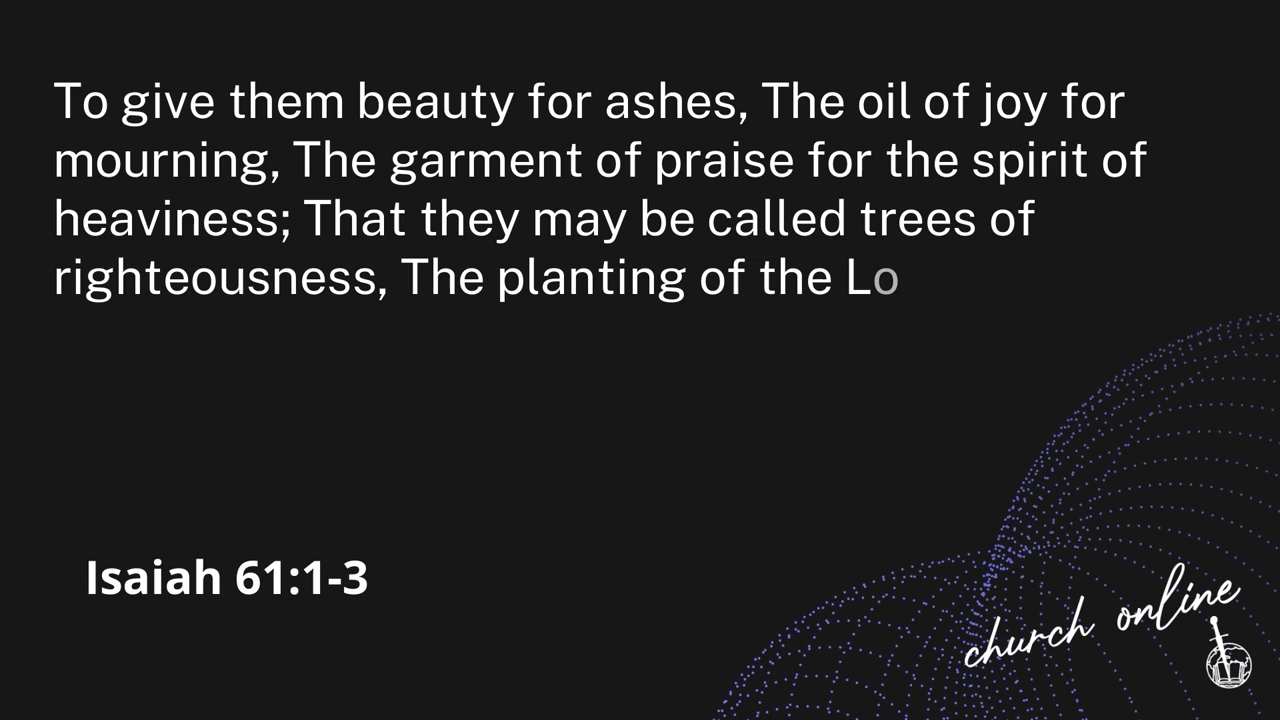 To give them beauty for ashes, The oil of joy for
mourning, The garment of praise for the spirit of
heaviness; That they may be called trees of
righteousness, The planting of the Lo
Isaiah 61:1-3
church online